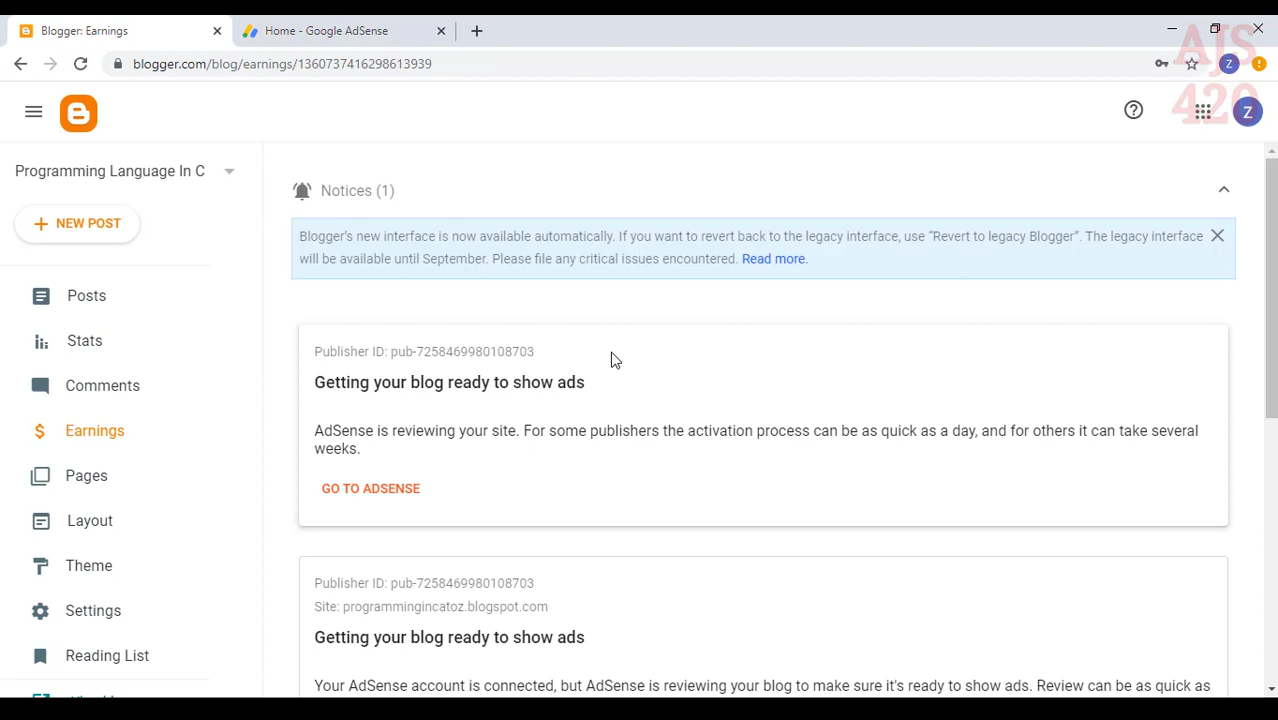 Blogger: Earnings
Home - Google AdSense
blogger.com/blog/earnings/1360737416298613939
Z
AJS
420
Z
Programming Language In C
NEW POST
Posts
Stats
Comments
Earnings
Pages
Layout
Theme
Settings
Reading List
Notices (1)
Blogger's new interface is now available automatically. If you want to revert back to the legacy interface, use “Revert to legacy Blogger”. The legacy interface
will be available until September. Please file any critical issues encountered. Read more.
Publisher ID: pub-7258469980108703
Getting your blog ready to show ads
AdSense is reviewing your site. For some publishers the activation process can be as quick as a day, and for others it can take several
weeks.
GO TO ADSENSE
Publisher ID: pub-7258469980108703
Site: programmingincatoz.blogspot.com
Getting your blog ready to show ads
Your AdSense account is connected, but AdSense is reviewing your blog to make sure it's ready to show ads. Review can be as quick as